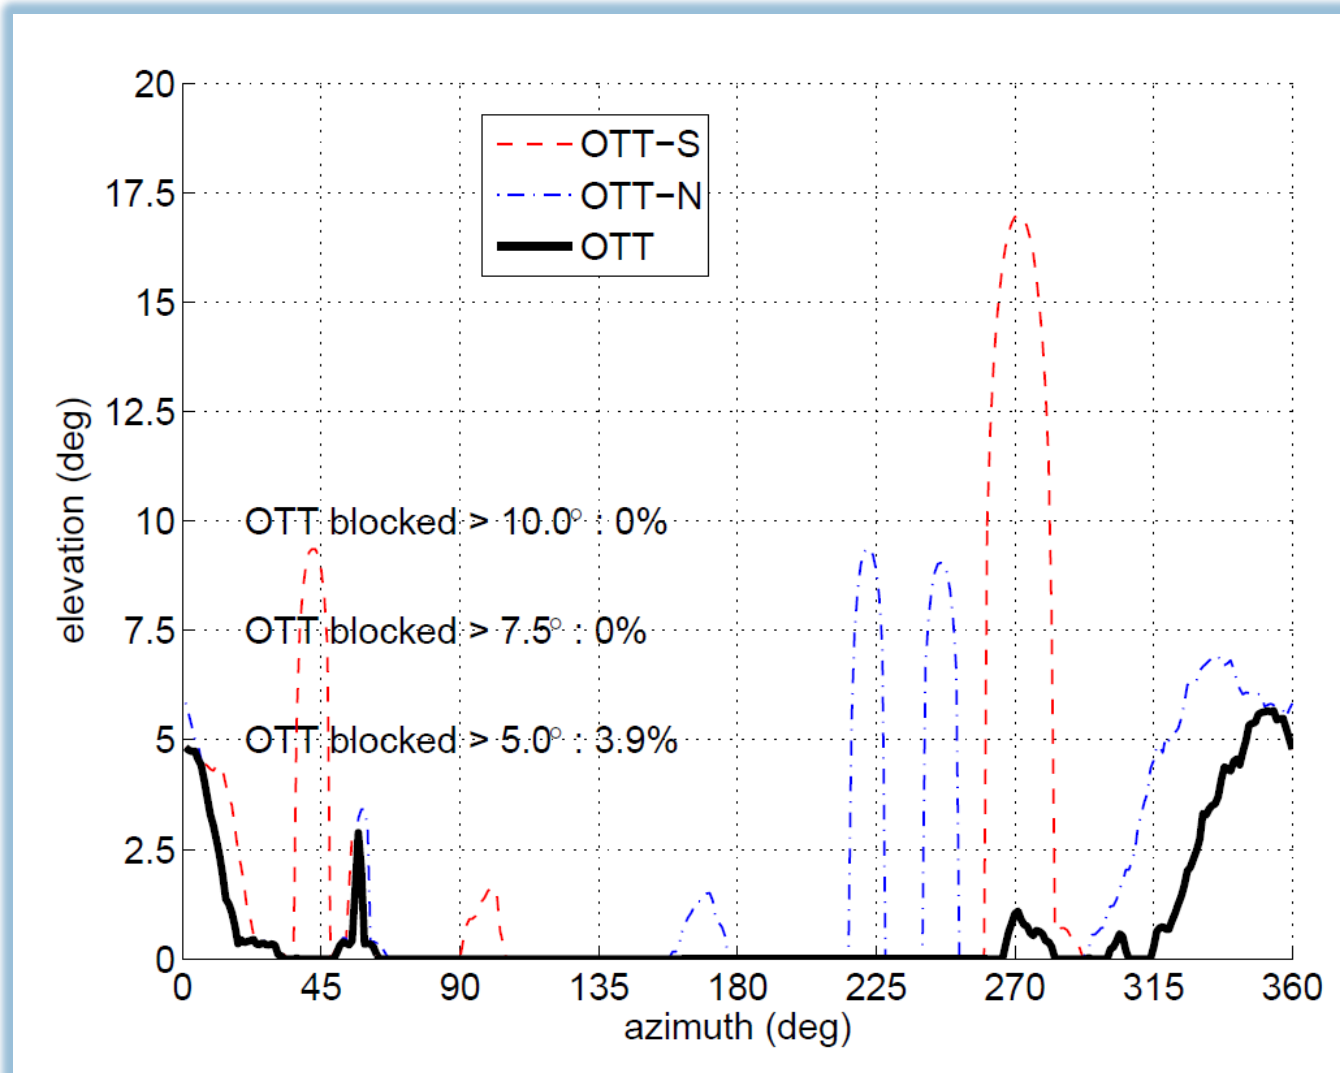 20
17.5
15
12.5
10
7.5
5
2.5
0
elevation (deg)
OTT-S
OTT-N
OTT
OTT blocked > 10.0° : 0%
OTT blocked > 7.5° : 0%
OTT blocked > 5.0° : 3.9%
0 45 90 135 180 225 270 315 360
azimuth (deg)